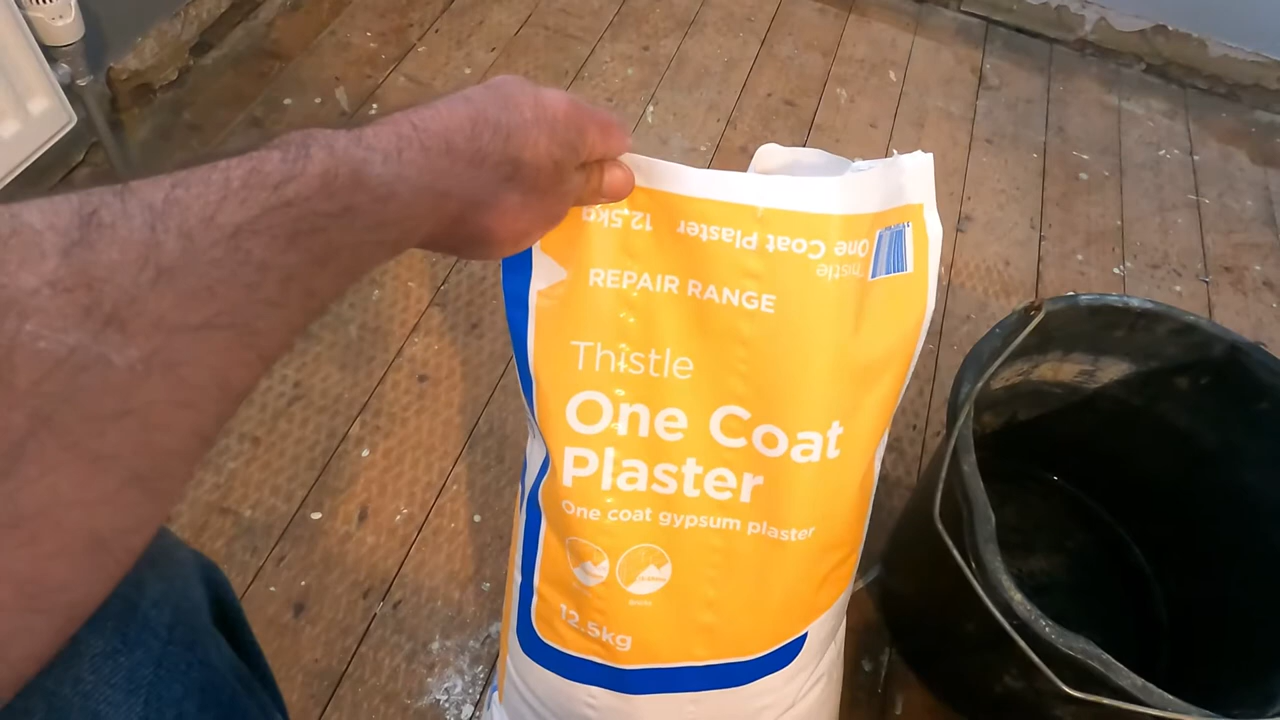 12.5kg One Coat Plaster
Thistle
REPAIR RANGE
Thistle
One Coat
Plaster
One coat gypsum plaster
12.5kg